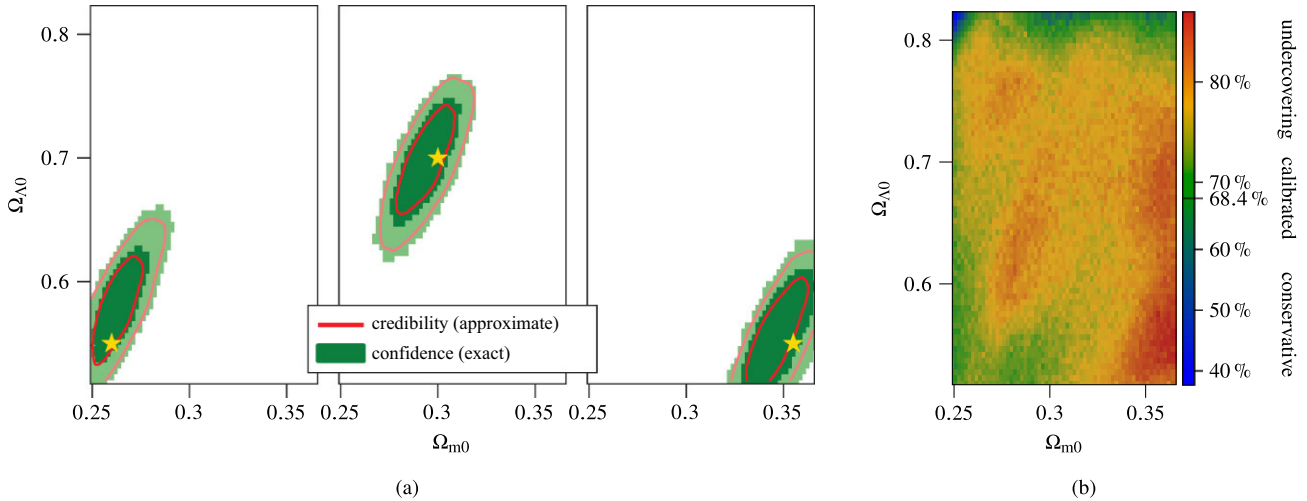 0.8
0.7
0.6
Ω_Λ0
0.25
0.3
0.35
0.25
0.3
0.35
0.25
0.3
0.35
Ω_m0
credibility (approximate)
confidence (exact)
(a)
0.8
0.7
0.6
Ω_Λ0
0.25
0.3
0.35
Ω_m0
80 %
70 %
68.4 %
60 %
50 %
40 %
undercovering calibrated conservative
(b)